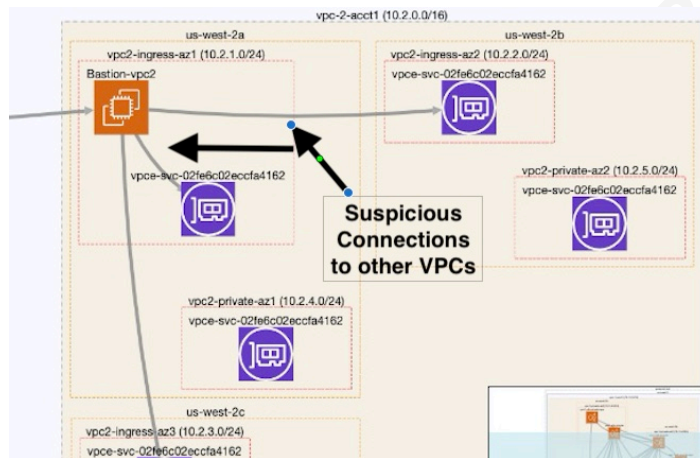 vpc-2-acct1 (10.2.0.0/16)
us-west-2a
us-west-2b
vpc2-ingress-az1 (10.2.1.0/24)
vpc2-ingress-az2 (10.2.2.0/24)
Bastion-vpc2
vpce-svc-02fe6c02eccfa4162
vpce-svc-02fe6c02eccfa4162
vpc2-private-az2 (10.2.5.0/24)
vpce-svc-02fe6c02eccfa4162
Suspicious
Connections
to other VPCs
vpc2-private-az1 (10.2.4.0/24)
vpce-svc-02fe6c02eccfa4162
us-west-2c
vpc2-ingress-az3 (10.2.3.0/24)
vpce-svc-02fe6c02eccfa4162